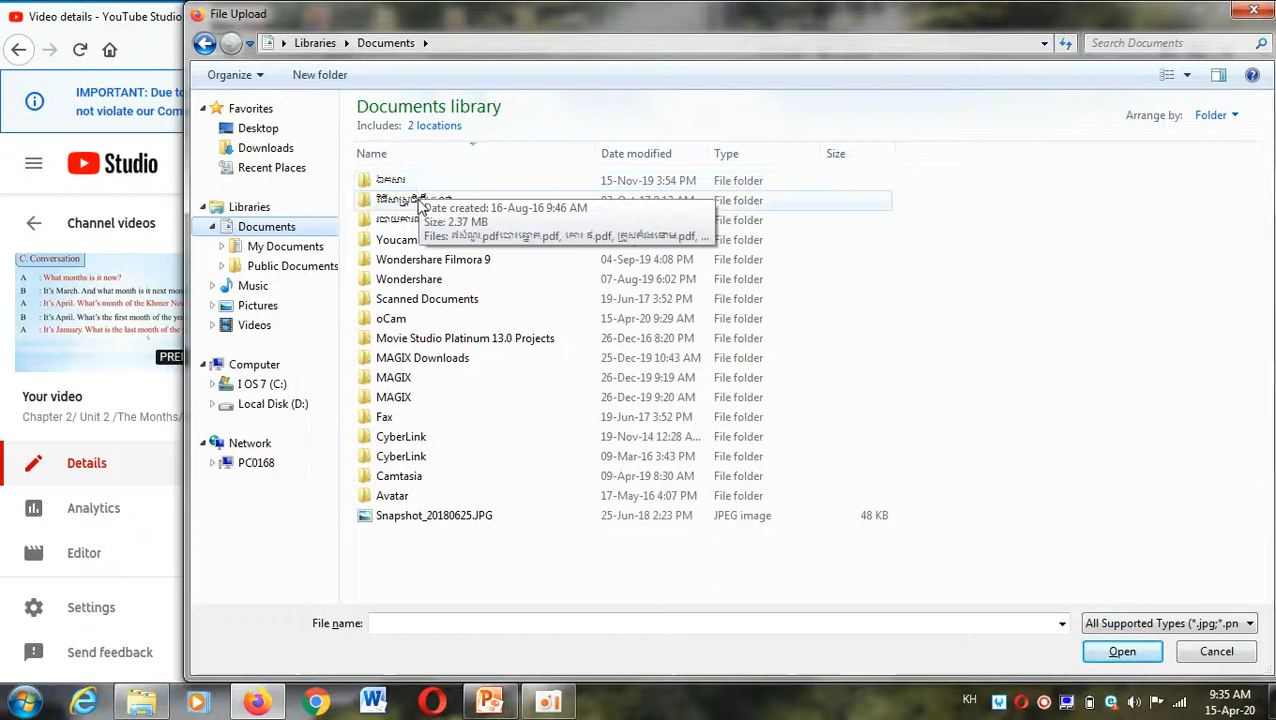 Video details - YouTube Studio
File Upload
Libraries
Documents
Search Documents
Organize
New folder
IMPORTANT: Due to
not violate our Com
Studio
Channel videos
C. Conversation
A : What months is it now?
B : It's March. And what month is it next mon
A : It's April. What's month of the Khmer New
B : It's April. What's the first month of the yea
A : It's January. What is the last month of the y
Your video
Chapter 2/ Unit 2 /The Months/
Details
Analytics
Editor
Settings
Send feedback
Favorites
Desktop
Downloads
Recent Places
Libraries
Documents
My Documents
Public Documents
Music
Pictures
Videos
Computer
I OS 7 (C:)
Local Disk (D:)
Network
PC0168
Documents library
Includes: 2 locations
Arrange by: Folder
Name Date modified Type Size
ឯកសារ 15-Nov-19 3:54 PM File folder
File folder
File folder
Youcam File folder
Date created: 16-Aug-16 9:46 AM
Size: 2.37 MB
Wondershare Filmora 9 04-Sep-19 4:08 PM File folder
Wondershare 07-Aug-19 6:02 PM File folder
Scanned Documents 19-Jun-17 3:52 PM File folder
oCam 15-Apr-20 9:29 AM File folder
Movie Studio Platinum 13.0 Projects 26-Dec-16 8:20 PM File folder
MAGIX Downloads 25-Dec-19 10:43 AM File folder
MAGIX 26-Dec-19 9:19 AM File folder
MAGIX 26-Dec-19 9:20 AM File folder
Fax 19-Jun-17 3:52 PM File folder
CyberLink 19-Nov-14 12:28 A... File folder
CyberLink 09-Mar-16 3:43 PM File folder
Camtasia 09-Apr-19 8:30 AM File folder
Avatar 17-May-16 4:07 PM File folder
Snapshot_20180625.JPG 25-Jun-18 2:23 PM JPEG image 48 KB
File name:
All Supported Types (*.jpg;*.pn
Open
Cancel
KH
9:35 AM
15-Apr-20